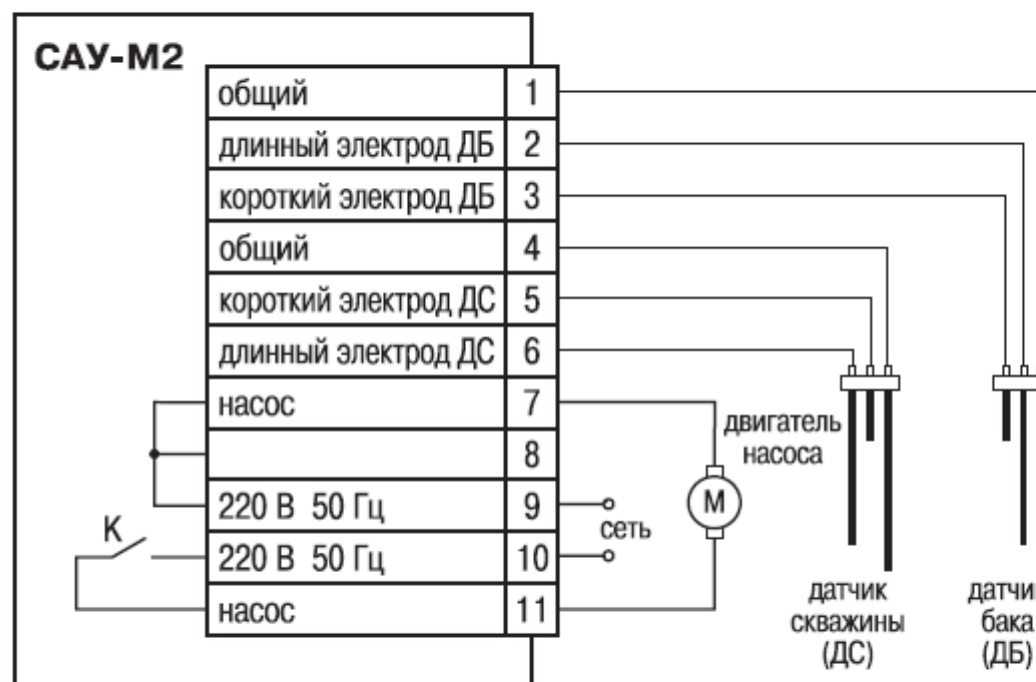 САУ-М2
общий 1
длинный электрод ДБ 2
короткий электрод ДБ 3
общий 4
короткий электрод ДС 5
длинный электрод ДС 6
насос 7
8
220 В 50 Гц 9
220 В 50 Гц 10
насос 11
К
сеть
двигатель
насоса
М
датчик
скважины
(ДС)
датчи
бака
(ДБ)